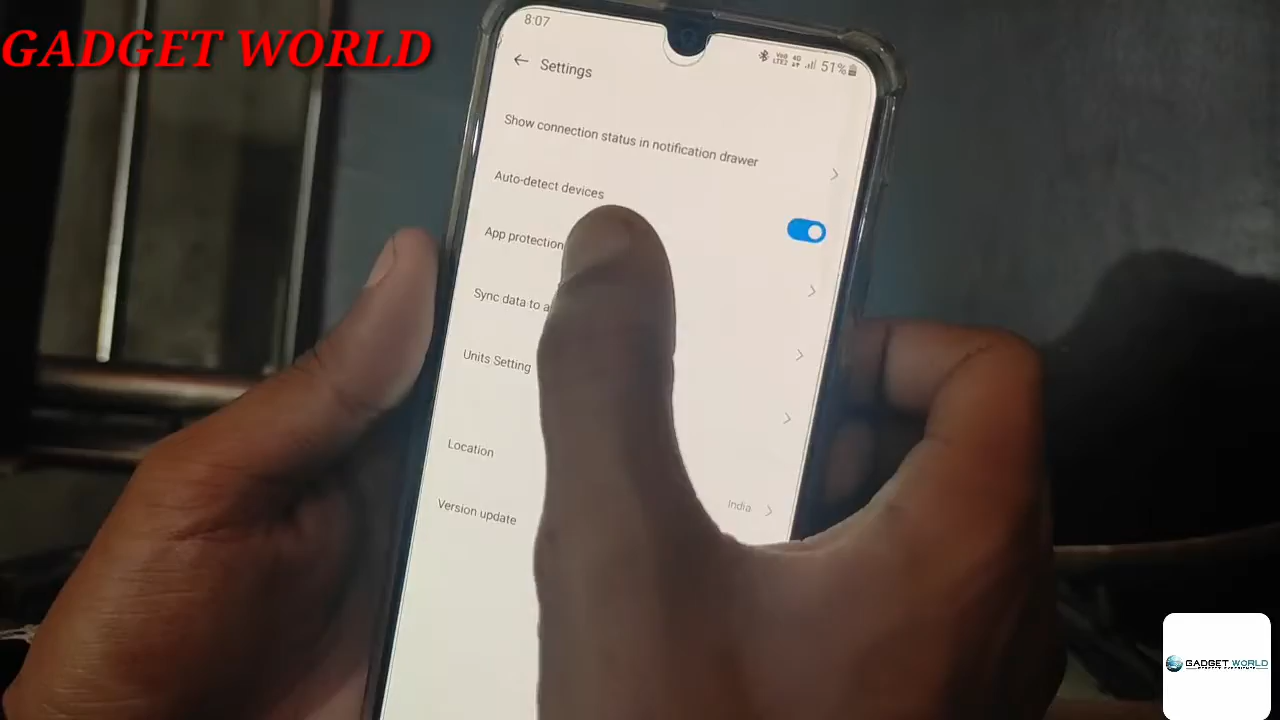 GADGET WORLD
8:07
51%
Settings
Show connection status in notification drawer
Auto-detect devices
App protection
Sync data to
Units Setting
Location
India
Version update
GADGET WORLD